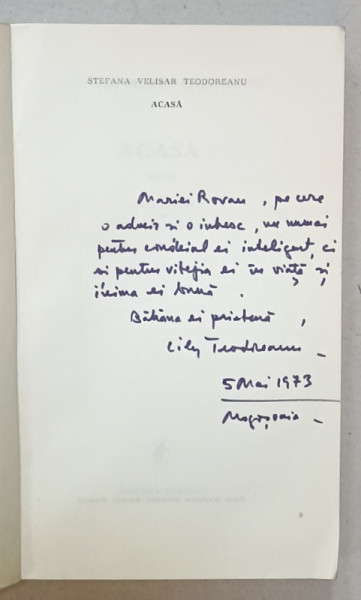 ȘTEFANA VELISAR TEODOREANU
ACASĂ
Mariei Rovan, pe care
o admir și o iubesc, nu numai
pentru condeiul ei inteligent, ci
și pentru vitejia ei în viață și
inima ei bună.
Bătrâna ei prietenă,
Lily Teodoreanu
5 Mai 1973
Mogoșoaia